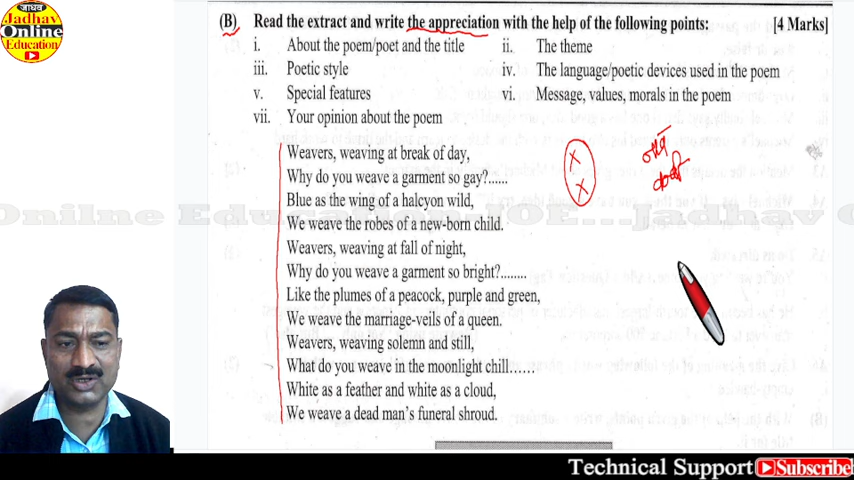 जाधव
Jadhav
Online
Education
(B) Read the extract and write the appreciation with the help of the following points: [4 Marks]
i. About the poem/poet and the title ii. The theme
iii. Poetic style iv. The language/poetic devices used in the poem
v. Special features vi. Message, values, morals in the poem
vii. Your opinion about the poem
Weavers, weaving at break of day,
Why do you weave a garment so gay?......
Blue as the wing of a halcyon wild,
We weave the robes of a new-born child.
Weavers, weaving at fall of night,
Why do you weave a garment so bright?........
Like the plumes of a peacock, purple and green,
We weave the marriage-veils of a queen.
Weavers, weaving solemn and still,
What do you weave in the moonlight chill......
White as a feather and white as a cloud,
We weave a dead man's funeral shroud.
Onilne Education-JOE...Jadhav O
Technical Support Subscribe